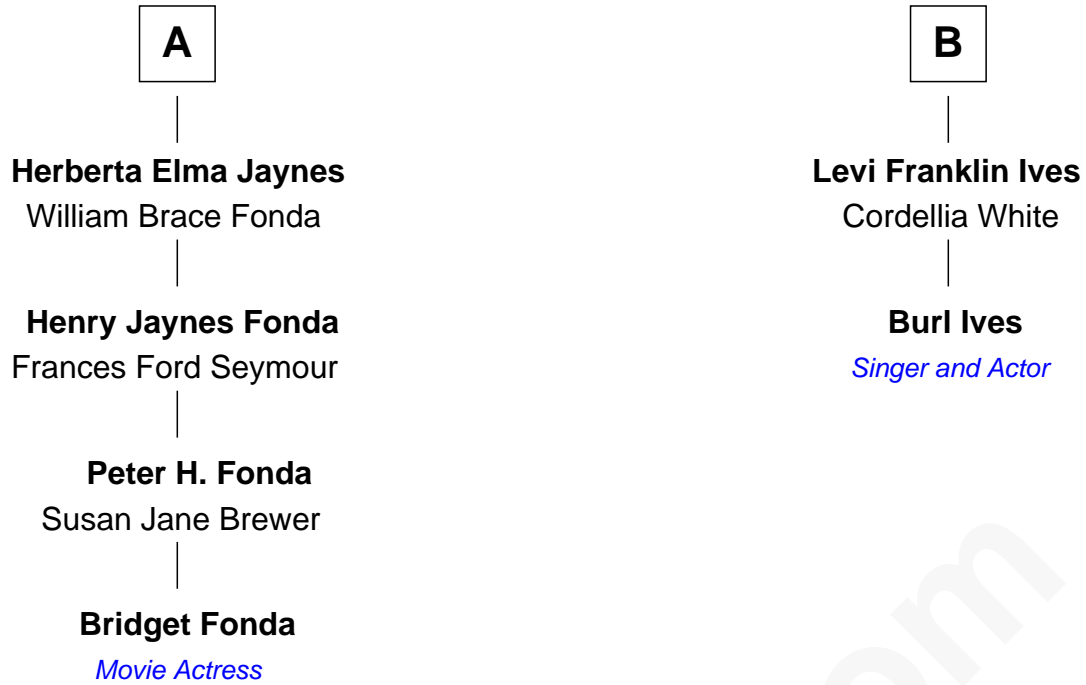 A
Herberta Elma Jaynes
William Brace Fonda
Henry Jaynes Fonda
Frances Ford Seymour
Peter H. Fonda
Susan Jane Brewer
Bridget Fonda
Movie Actress
B
Levi Franklin Ives
Cordellia White
Burl Ives
Singer and Actor
om